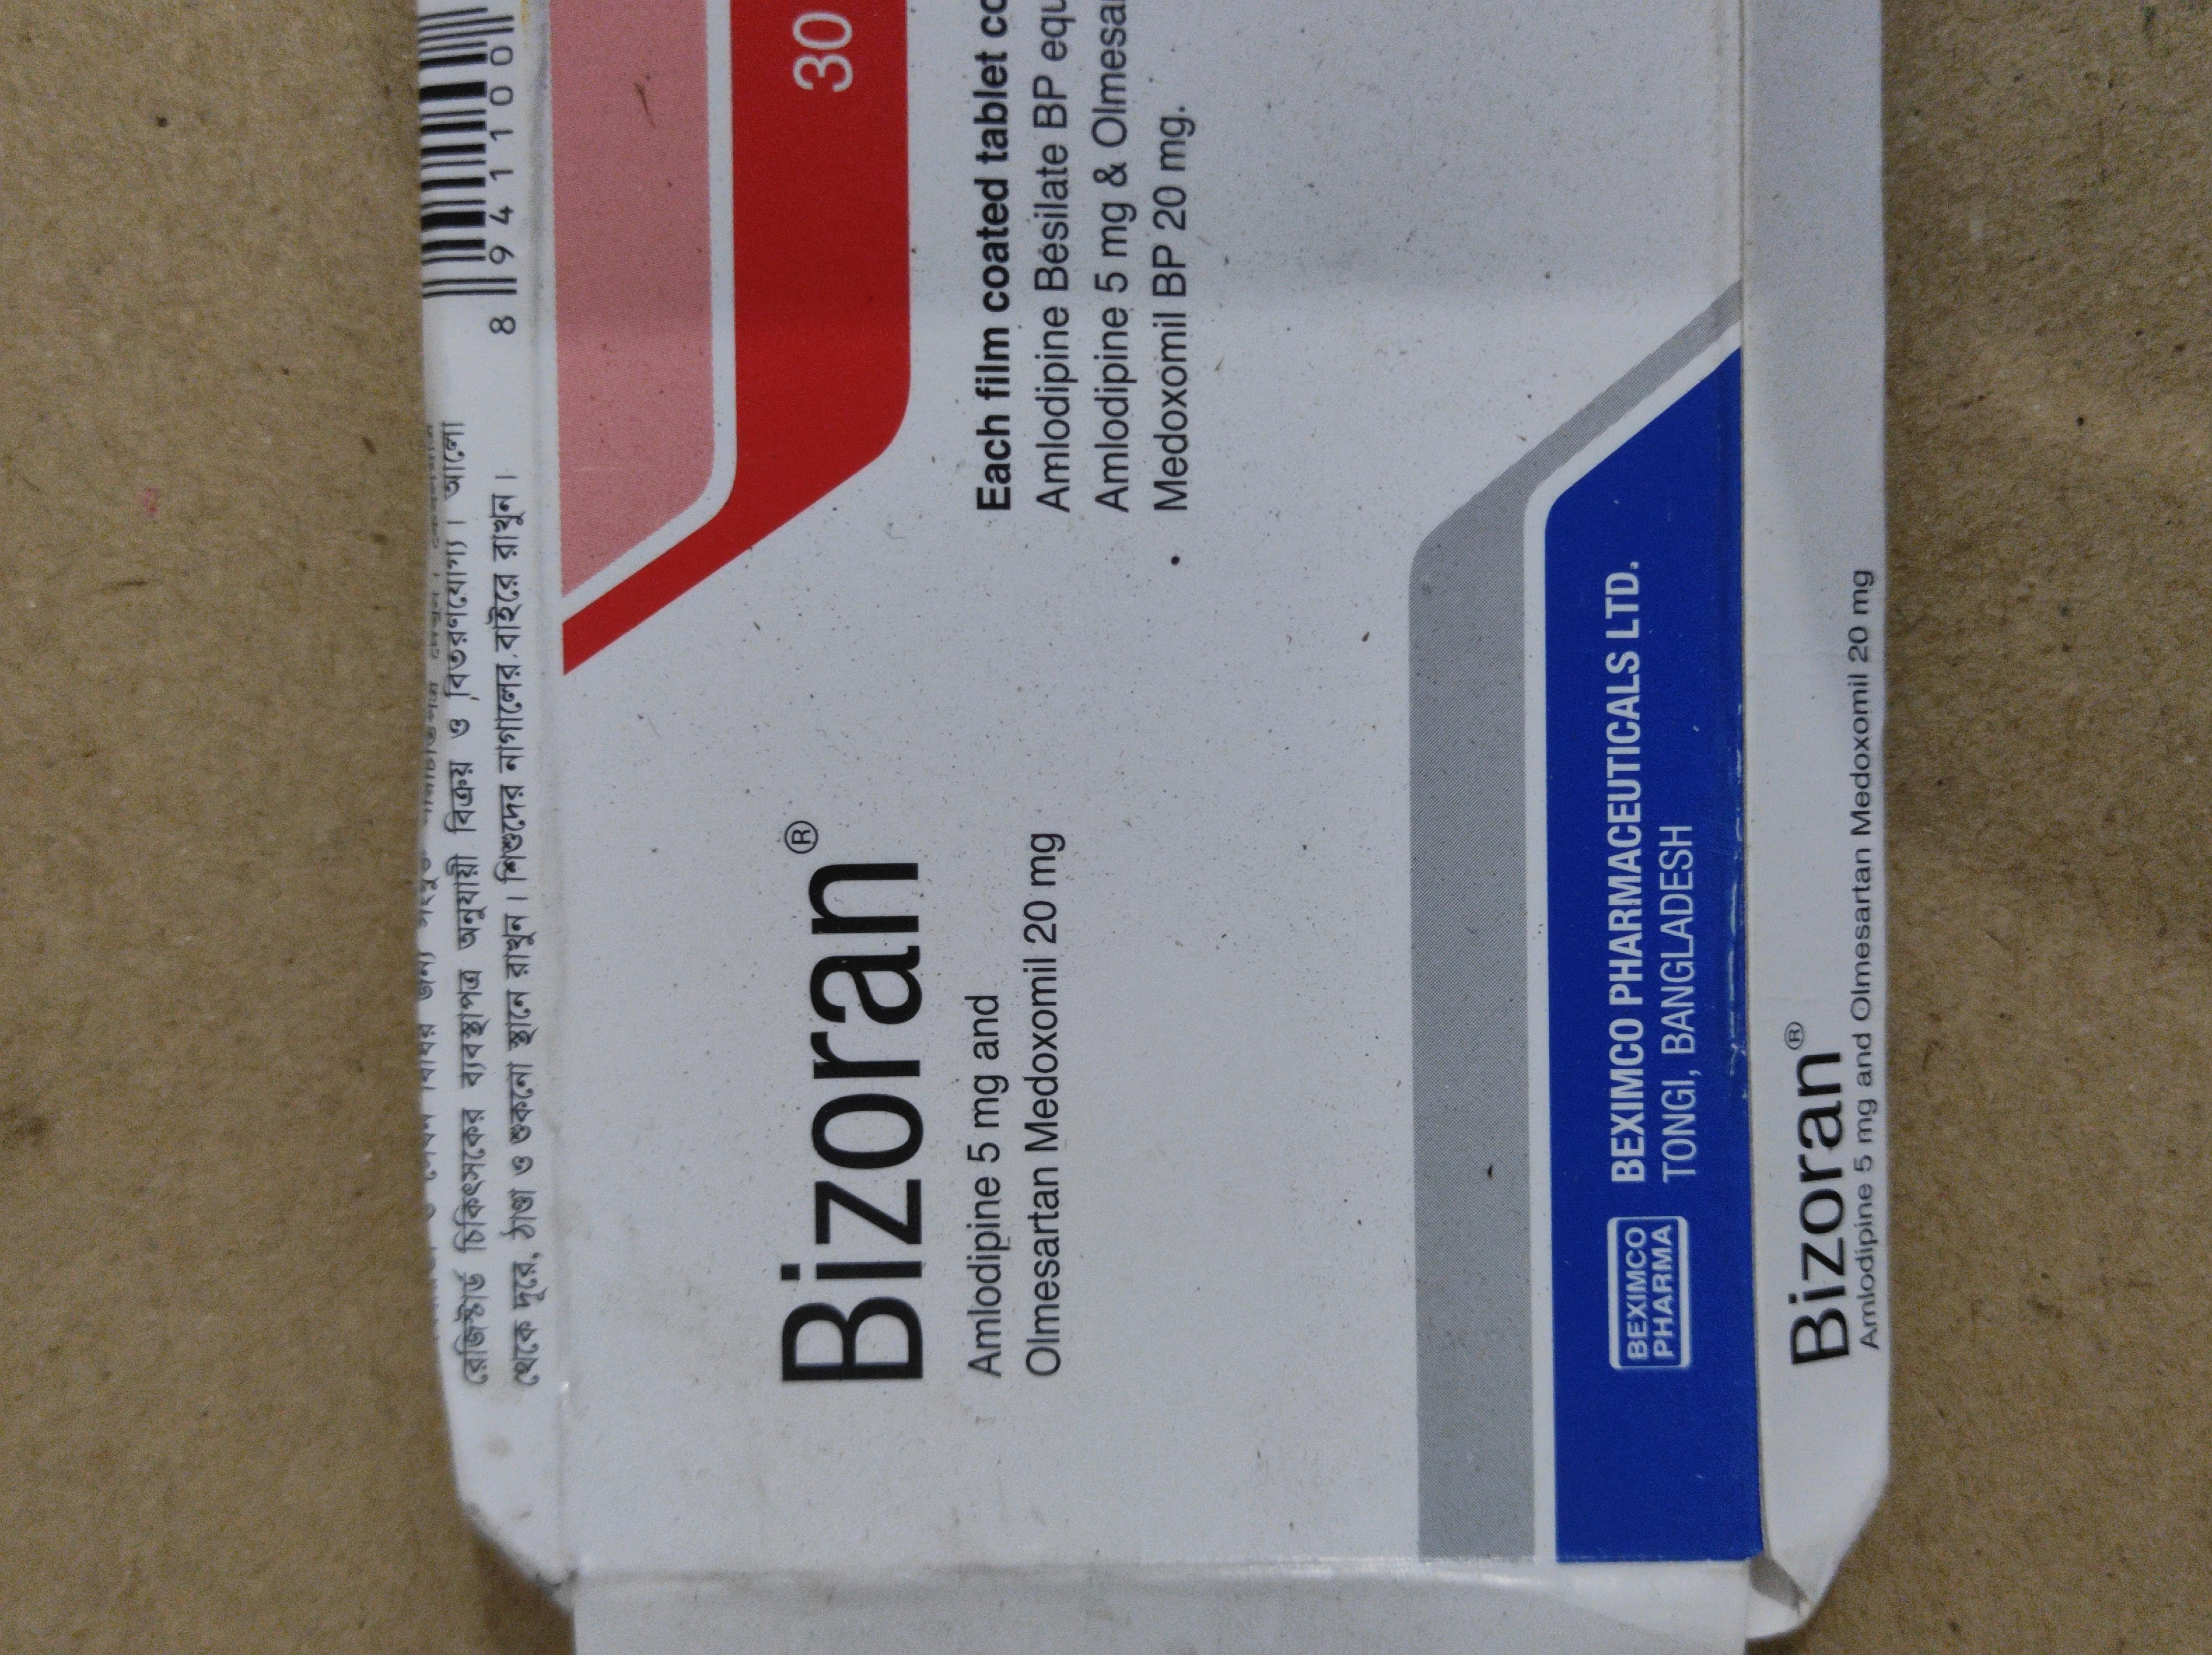 রেজিস্টার্ড চিকিৎসকের ব্যবস্থাপত্র অনুযায়ী বিক্রয় ও বিতরণযোগ্য। আলো
থেকে দূরে, ঠাণ্ডা ও শুকনো স্থানে রাখুন। শিশুদের নাগালের বাইরে রাখুন।
8 941100
Bizoran®
Amlodipine 5 mg and
Olmesartan Medoxomil 20 mg
30
Each film coated tablet co
Amlodipine Besilate BP equ
Amlodipine 5 mg & Olmesa
Medoxomil BP 20 mg.
BEXIMCO
PHARMA
BEXIMCO PHARMACEUTICALS LTD.
TONGI, BANGLADESH
Bizoran®
Amlodipine 5 mg and Olmesartan Medoxomil 20 mg